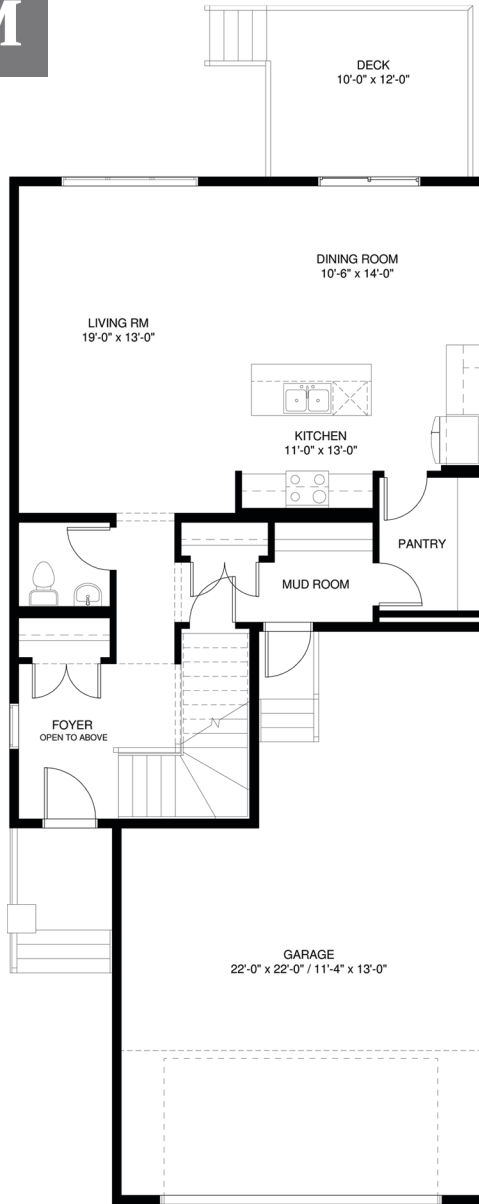 M
DECK
10'-0" x 12'-0"
DINING ROOM
10'-6" x 14'-0"
LIVING RM
19'-0" x 13'-0"
KITCHEN
11'-0" x 13'-0"
PANTRY
MUD ROOM
FOYER
OPEN TO ABOVE
GARAGE
22'-0" x 22'-0" / 11'-4" x 13'-0"